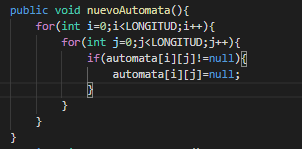 public void nuevoAutomata(){
    for(int i=0;i<LONGITUD;i++){
        for(int j=0;j<LONGITUD;j++){
            if(automata[i][j]!=null){
                automata[i][j]=null;
            }
        }
    }
}